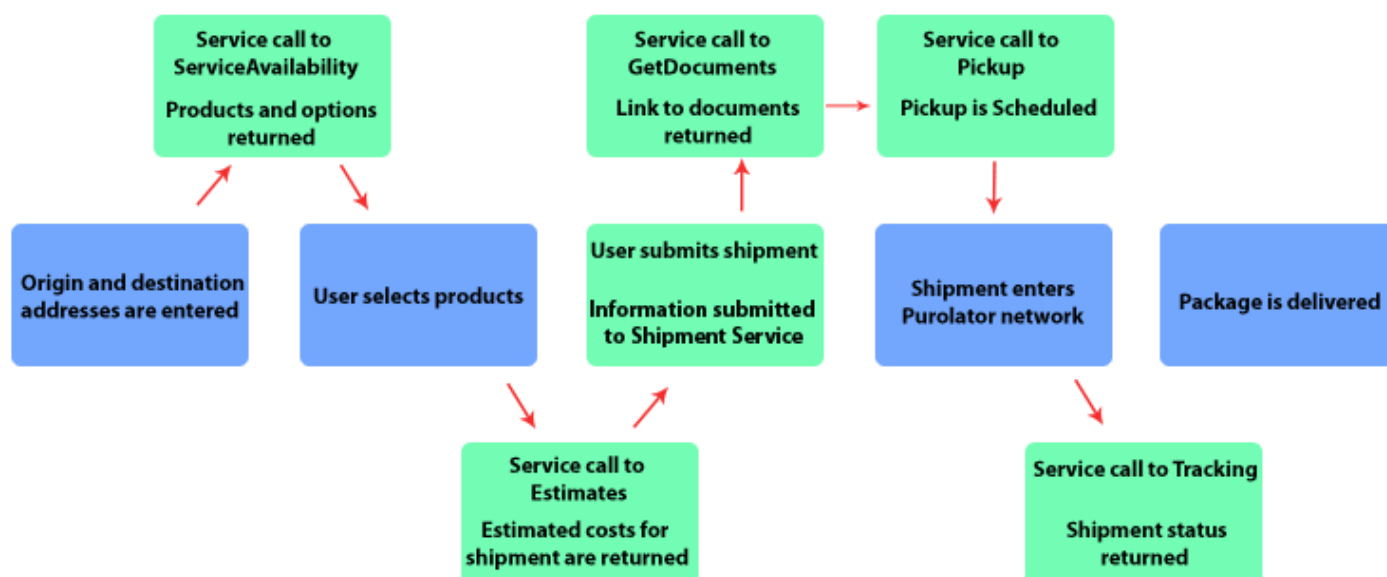 Service call to
ServiceAvailability
Products and options
returned
Service call to
GetDocuments
Link to documents
returned
Service call to
Pickup
Pickup is Scheduled
Origin and destination
addresses are entered
User selects products
User submits shipment
Information submitted
to Shipment Service
Shipment enters
Purolator network
Package is delivered
Service call to
Estimates
Estimated costs for
shipment are returned
Service call to Tracking
Shipment status
returned